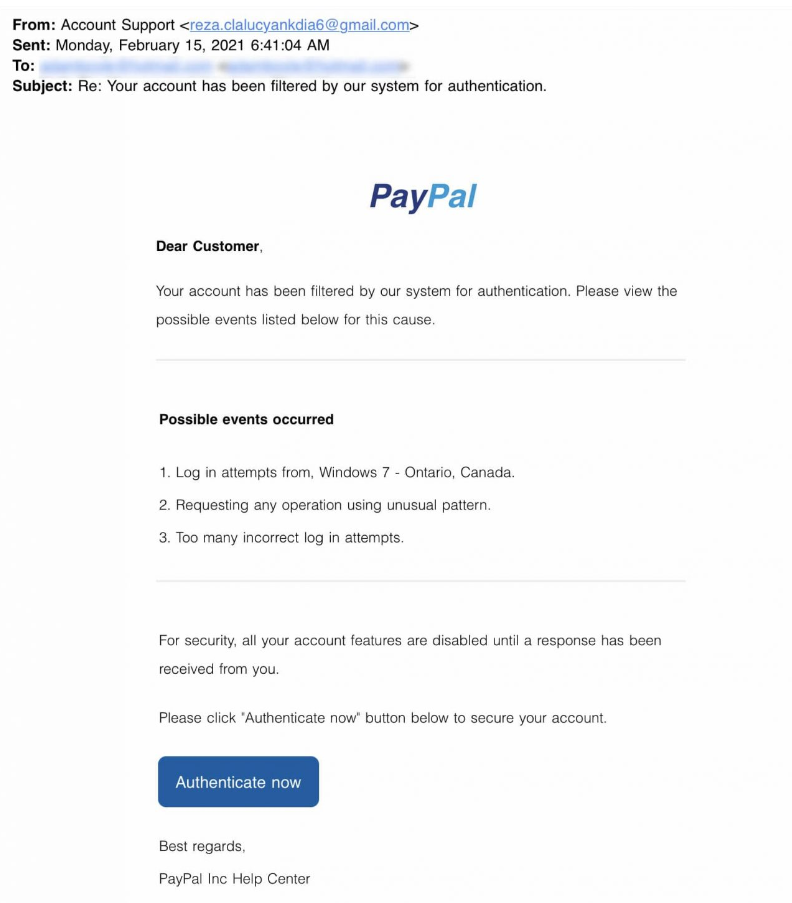 From: Account Support <reza.clalucyankdia6@gmail.com>
Sent: Monday, February 15, 2021 6:41:04 AM
To:
Subject: Re: Your account has been filtered by our system for authentication.
PayPal
Dear Customer,
Your account has been filtered by our system for authentication. Please view the
possible events listed below for this cause.
Possible events occurred
1. Log in attempts from, Windows 7 - Ontario, Canada.
2. Requesting any operation using unusual pattern.
3. Too many incorrect log in attempts.
For security, all your account features are disabled until a response has been
received from you.
Please click "Authenticate now" button below to secure your account.
Authenticate now
Best regards,
PayPal Inc Help Center